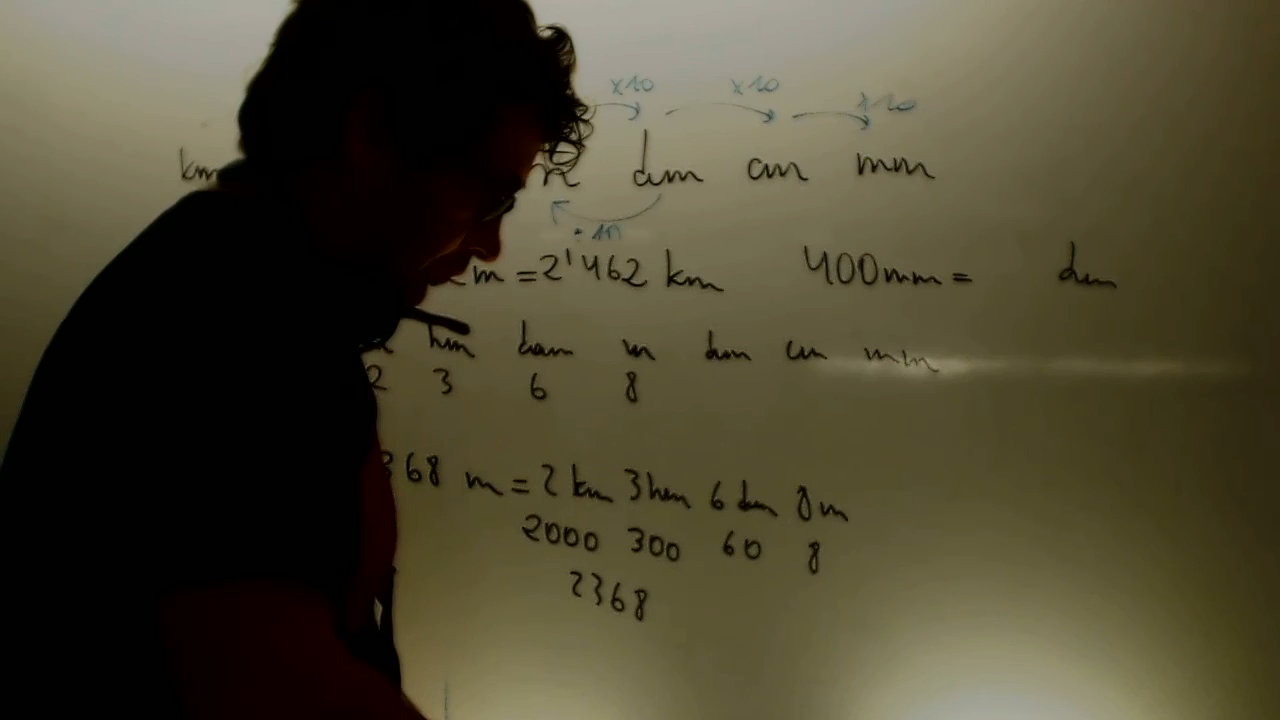 x10 x10 x10
km m dm cm mm
: 10
m = 2'462 km 400mm = dm
hm dam m dm cm mm
2 3 6 8
368 m = 2 km 3 hm 6 dam 8 m
2000 300 60 8
2368